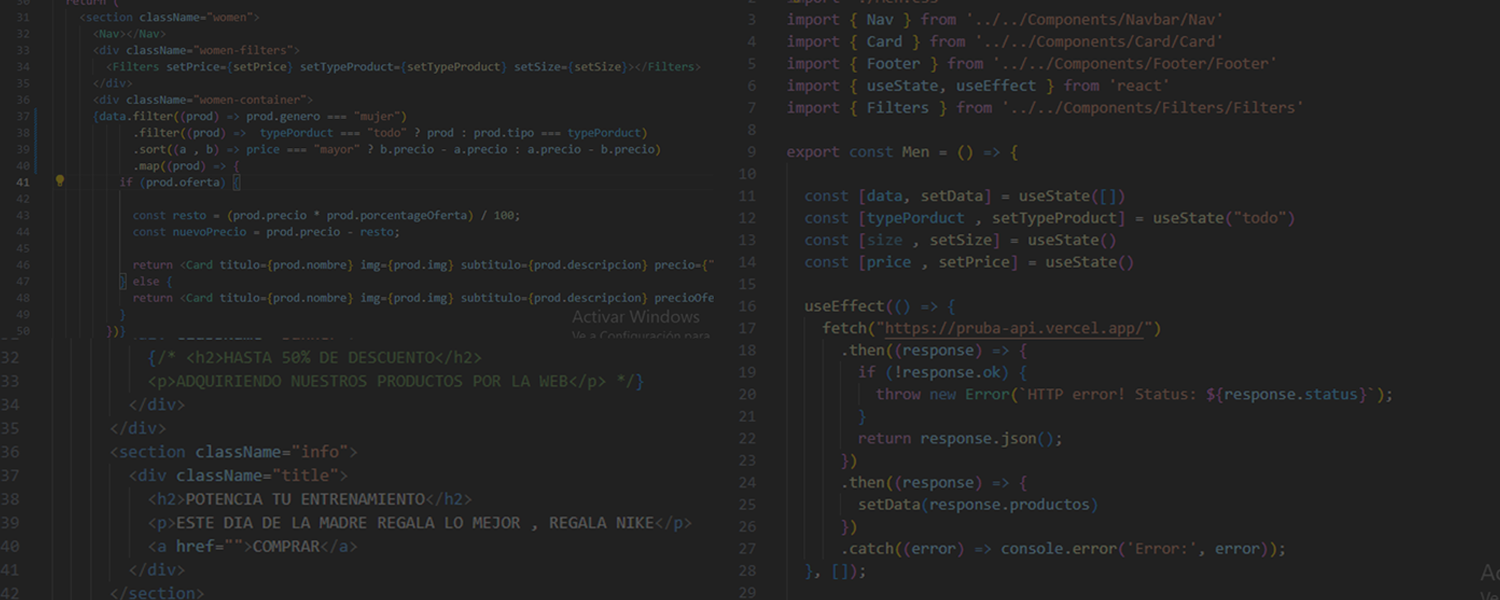 30 return (
31 <section className="women">
32 <Nav></Nav>
33 <div className="women-filters">
34 <Filters setPrice={setPrice} setTypeProduct={setTypeProduct} setSize={setSize}></Filters>
35 </div>
36 <div className="women-container">
37 {data.filter((prod) => prod.genero === "mujer")
38 .filter((prod) => typePorduct === "todo" ? prod : prod.tipo === typePorduct)
39 .sort((a , b) => price === "mayor" ? b.precio - a.precio : a.precio - b.precio)
40 .map((prod) => {
41 if (prod.oferta) {
42
43 const resto = (prod.precio * prod.porcentageOferta) / 100;
44 const nuevoPrecio = prod.precio - resto;
45
46 return <Card titulo={prod.nombre} img={prod.img} subtitulo={prod.descripcion} precio={"
47 } else {
48 return <Card titulo={prod.nombre} img={prod.img} subtitulo={prod.descripcion} precioOfe
49 }
50 })}
Activar Windows
Ve a Configuración para
32 {/* <h2>HASTA 50% DE DESCUENTO</h2>
33 <p>ADQUIRIENDO NUESTROS PRODUCTOS POR LA WEB</p> */}
34 </div>
35 </div>
36 <section className="info">
37 <div className="title">
38 <h2>POTENCIA TU ENTRENAMIENTO</h2>
39 <p>ESTE DIA DE LA MADRE REGALA LO MEJOR , REGALA NIKE</p>
40 <a href="">COMPRAR</a>
41 </div>
42 </section>
3 import { Nav } from '../../Components/Navbar/Nav'
4 import { Card } from '../../Components/Card/Card'
5 import { Footer } from '../../Components/Footer/Footer'
6 import { useState, useEffect } from 'react'
7 import { Filters } from '../../Components/Filters/Filters'
8
9 export const Men = () => {
10
11 const [data, setData] = useState([])
12 const [typePorduct , setTypeProduct] = useState("todo")
13 const [size , setSize] = useState()
14 const [price , setPrice] = useState()
15
16 useEffect(() => {
17 fetch("https://pruba-api.vercel.app/")
18 .then((response) => {
19 if (!response.ok) {
20 throw new Error(`HTTP error! Status: ${response.status}`);
21 }
22 return response.json();
23 })
24 .then((response) => {
25 setData(response.productos)
26 })
27 .catch((error) => console.error('Error:', error));
28 }, []);
29